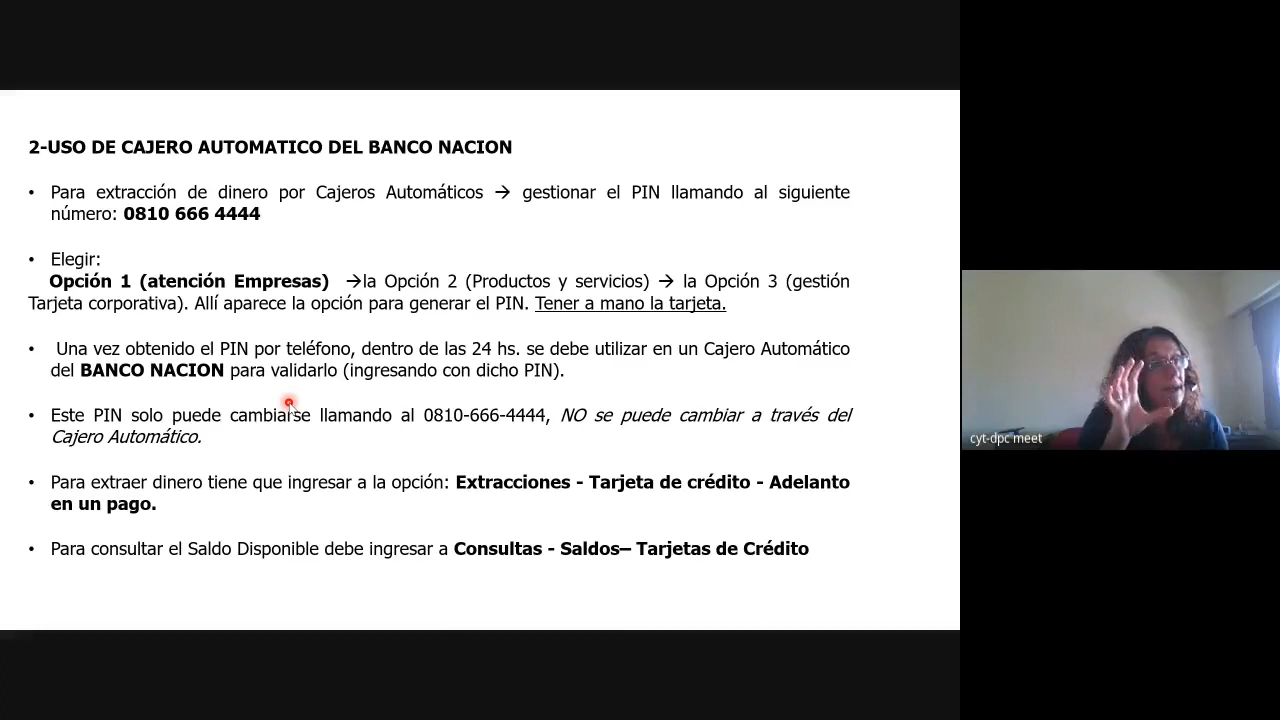 2-USO DE CAJERO AUTOMATICO DEL BANCO NACION
• Para extracción de dinero por Cajeros Automáticos → gestionar el PIN llamando al siguiente
número: 0810 666 4444
• Elegir:
Opción 1 (atención Empresas) →la Opción 2 (Productos y servicios) → la Opción 3 (gestión
Tarjeta corporativa). Allí aparece la opción para generar el PIN. Tener a mano la tarjeta.
• Una vez obtenido el PIN por teléfono, dentro de las 24 hs. se debe utilizar en un Cajero Automático
del BANCO NACION para validarlo (ingresando con dicho PIN).
• Este PIN solo puede cambiarse llamando al 0810-666-4444, NO se puede cambiar a través del
Cajero Automático.
• Para extraer dinero tiene que ingresar a la opción: Extracciones - Tarjeta de crédito - Adelanto
en un pago.
• Para consultar el Saldo Disponible debe ingresar a Consultas - Saldos– Tarjetas de Crédito
cyt-dpc meet